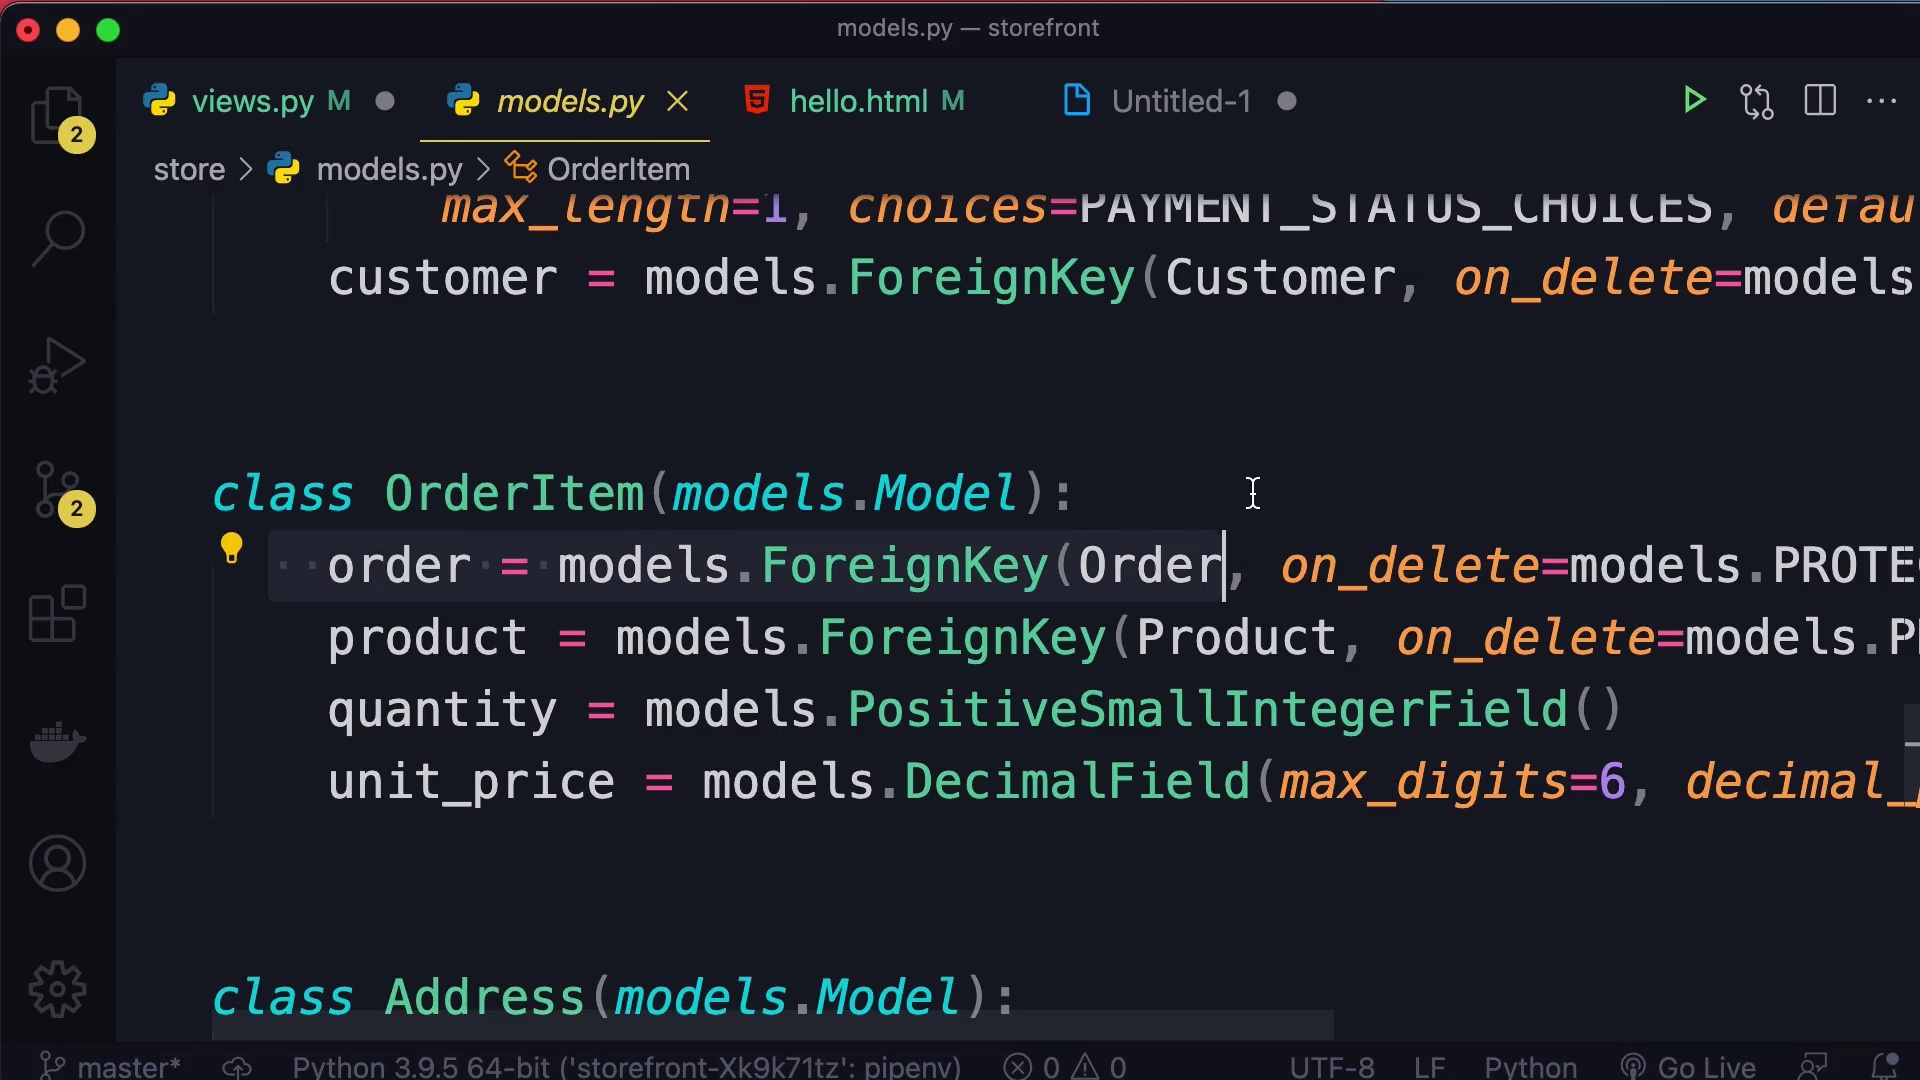 models.py — storefront
views.py M
models.py
hello.html M
Untitled-1
2
store > models.py > OrderItem
max_length=1, choices=PAYMENT_STATUS_CHOICES, defau
customer = models.ForeignKey(Customer, on_delete=models
class OrderItem(models.Model):
order = models.ForeignKey(Order, on_delete=models.PROTEC
product = models.ForeignKey(Product, on_delete=models.P
2
quantity = models.PositiveSmallIntegerField()
unit_price = models.DecimalField(max_digits=6, decimal_
class Address(models.Model):
master* Python 3.9.5 64-bit ('storefront-Xk9k71tz': pipenv) 0 0 UTF-8 LF Python Go Live